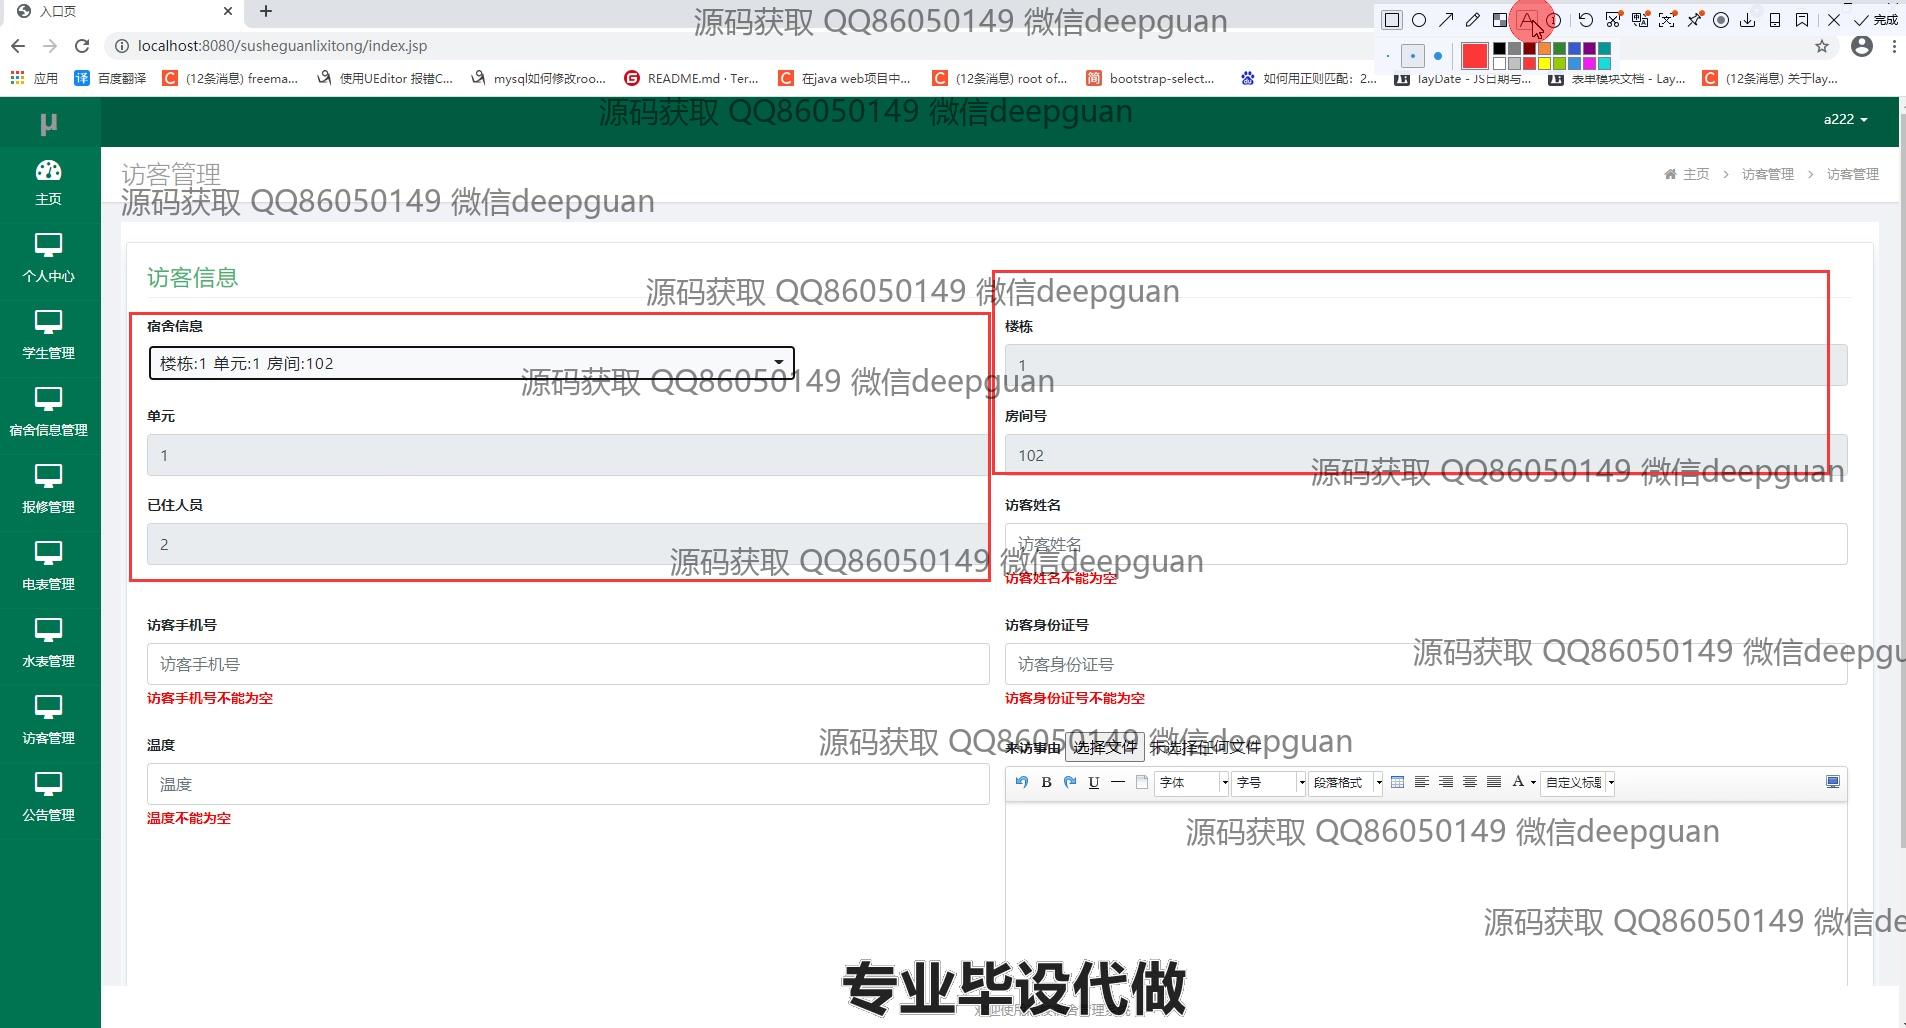 入口页
源码获取 QQ86050149 微信deepguan
完成
localhost:8080/susheguanlixitong/index.jsp
应用
百度翻译
(12条消息) freema...
使用UEditor 报错C...
mysql如何修改roo...
README.md · Ter...
在java web项目中...
(12条消息) root of...
bootstrap-select...
如何用正则匹配：2...
layDate - JS日期与...
表单模块文档 - Lay...
(12条消息) 关于lay...
源码获取 QQ86050149 微信deepguan
μ
a222
访客管理
主页 > 访客管理 > 访客管理
源码获取 QQ86050149 微信deepguan
主页
个人中心
学生管理
宿舍信息管理
报修管理
电表管理
水表管理
访客管理
公告管理
访客信息
源码获取 QQ86050149 微信deepguan
宿舍信息
楼栋:1 单元:1 房间:102
楼栋
1
源码获取 QQ86050149 微信deepguan
单元
1
房间号
102
源码获取 QQ86050149 微信deepguan
已住人员
2
访客姓名
访客姓名
访客姓名不能为空
源码获取 QQ86050149 微信deepguan
访客手机号
访客手机号
访客手机号不能为空
访客身份证号
访客身份证号
访客身份证号不能为空
源码获取 QQ86050149 微信deepgu
温度
温度
温度不能为空
来访事由 选择文件 未选择任何文件
源码获取 QQ86050149 微信deepguan
B U 字体 字号 段落格式 A 自定义标题
源码获取 QQ86050149 微信deepguan
源码获取 QQ86050149 微信de
专业毕设代做